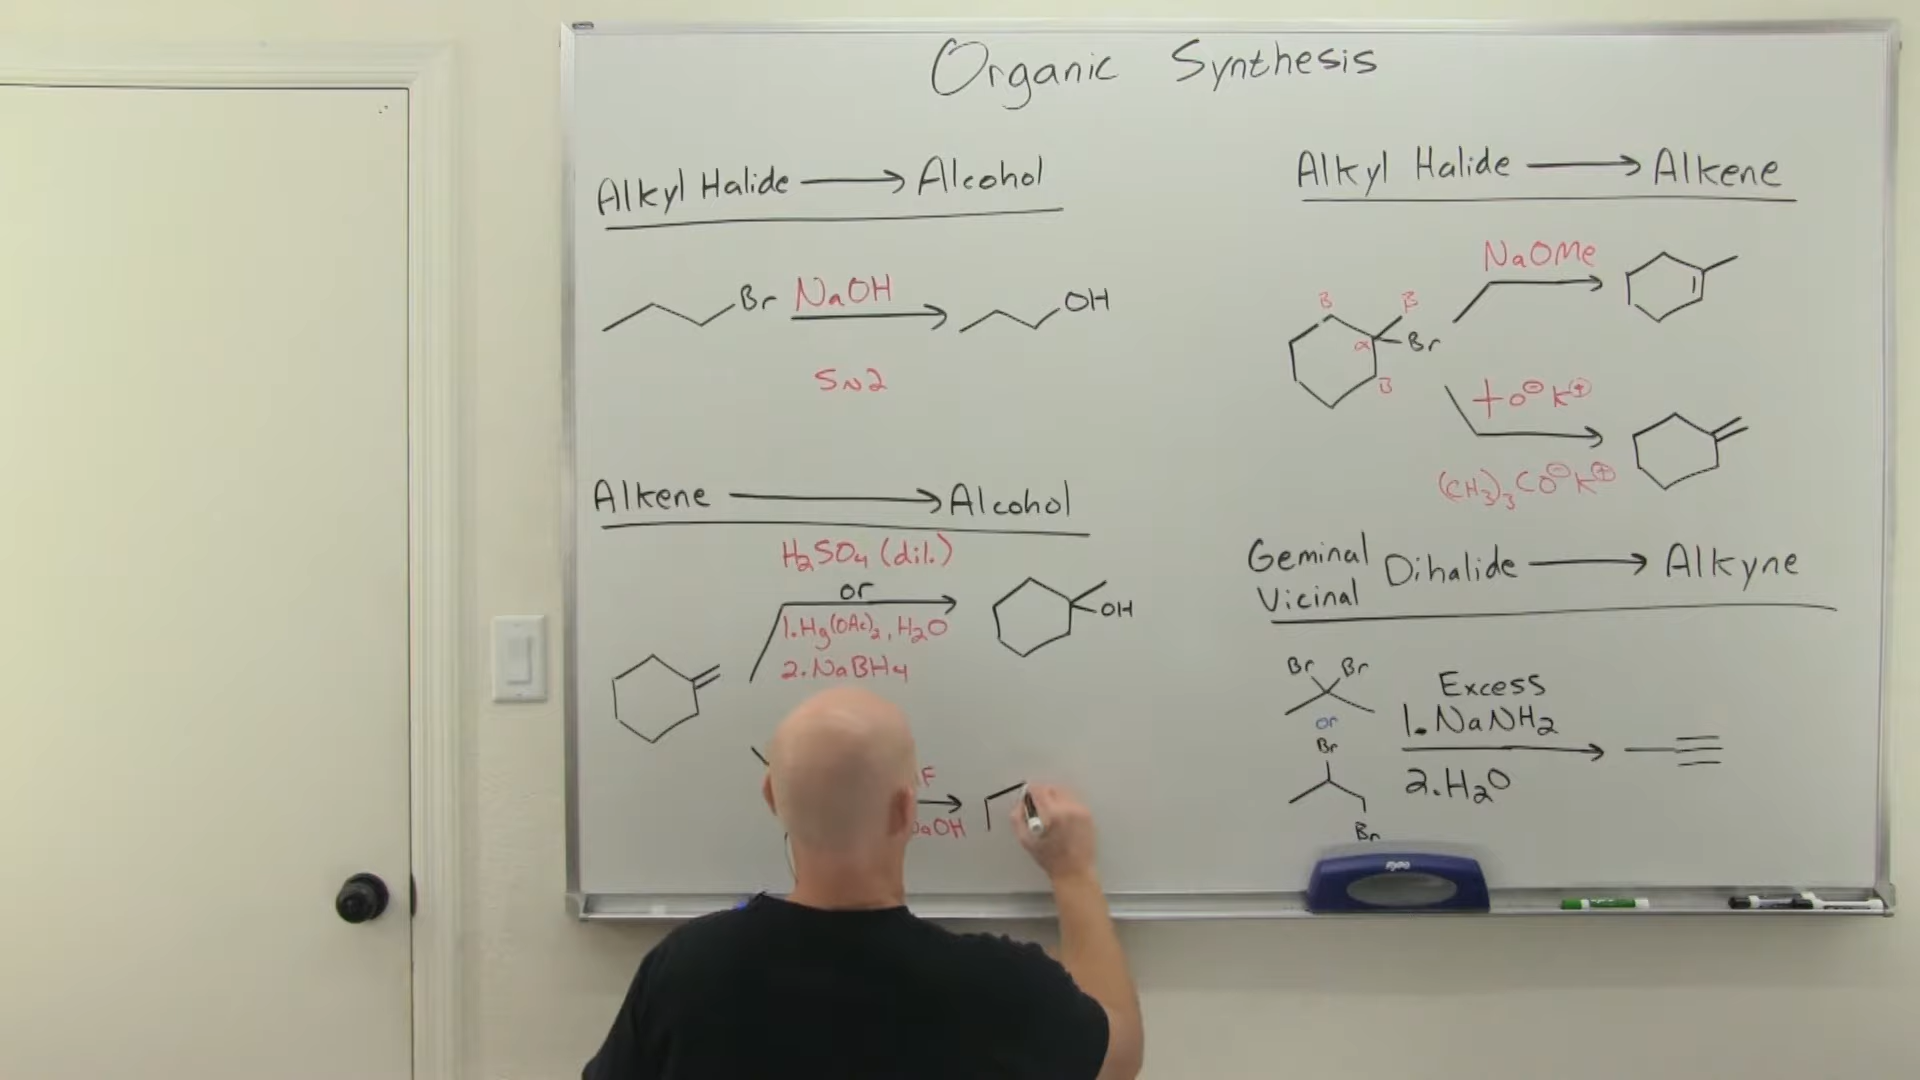 Organic Synthesis
Alkyl Halide → Alcohol
Br NaOH OH
SN2
Alkene → Alcohol
H2SO4 (dil.)
or
1. Hg(OAc)2, H2O
2. NaBH4
OH
Alkyl Halide → Alkene
NaOMe
β β
α Br
β
O⊖ K⊕
(CH3)3CO⊖K⊕
Geminal
Vicinal Dihalide → Alkyne
Br Br
or
Br
Br
Excess
1. NaNH2
2. H2O
expo